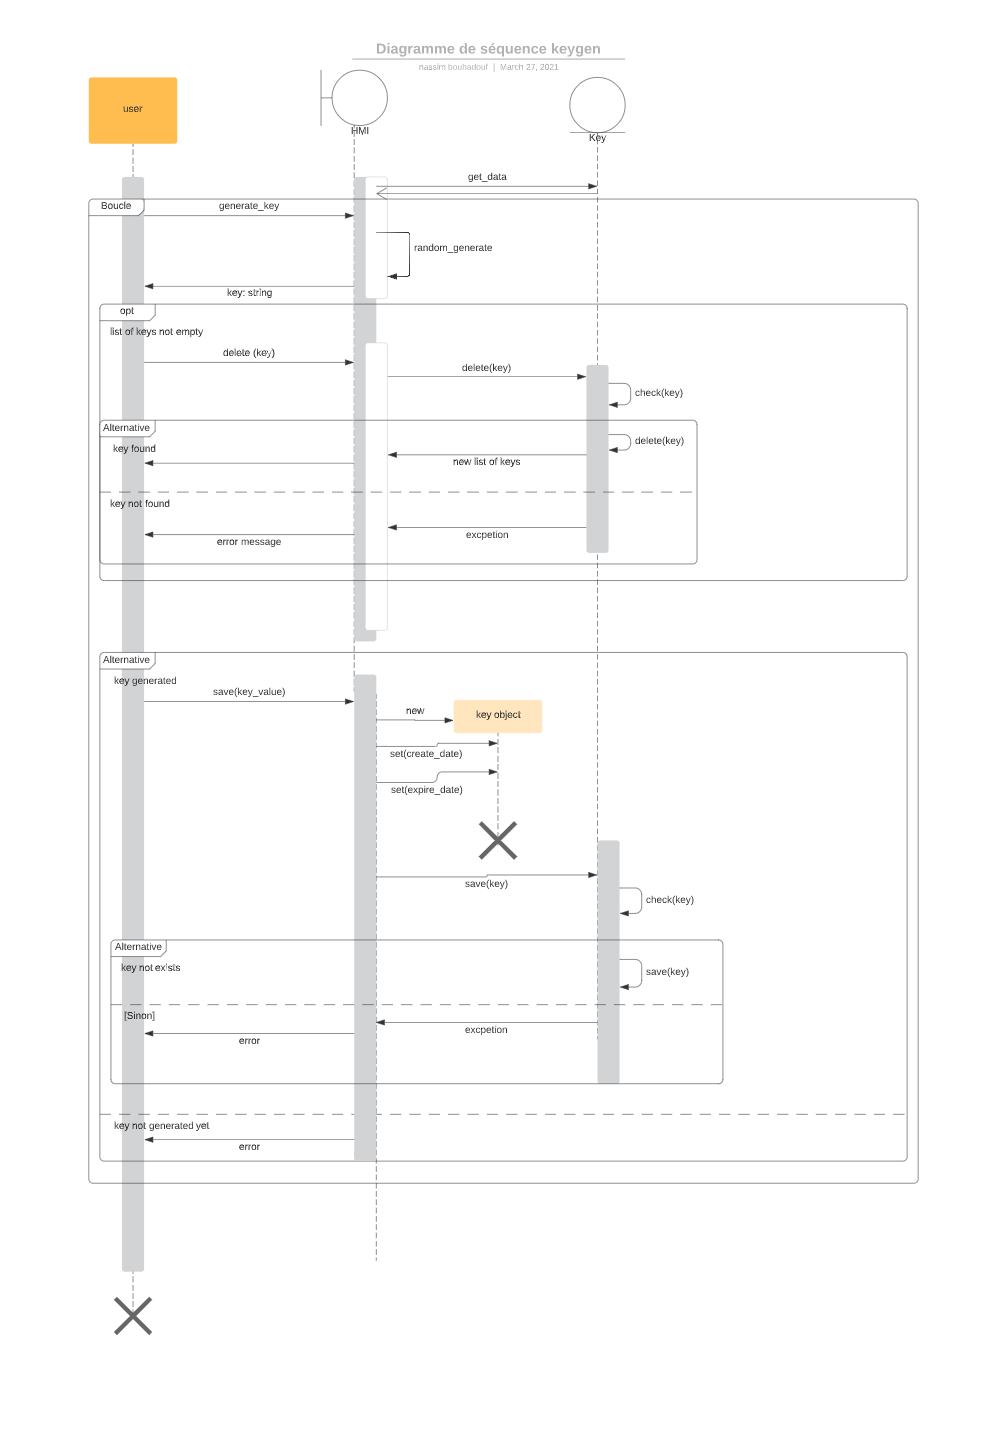 Diagramme de séquence keygen
nassim bouhadouf | March 27, 2021
user
HMI
Key
get_data
Boucle
generate_key
random_generate
key: string
opt
list of keys not empty
delete (key)
delete(key)
check(key)
Alternative
delete(key)
key found
new list of keys
key not found
excpetion
error message
Alternative
key generated
save(key_value)
new
key object
set(create_date)
set(expire_date)
save(key)
check(key)
Alternative
key not exists
save(key)
[Sinon]
excpetion
error
key not generated yet
error